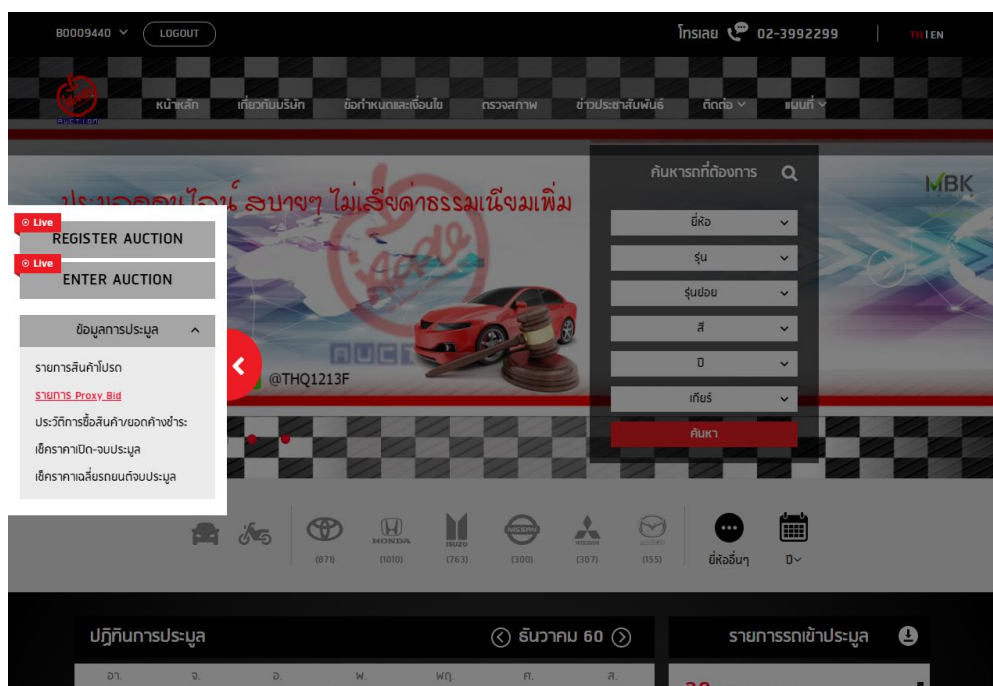 B0009440
LOGOUT
โทรเลย 02-3992299
TH | EN
หน้าหลัก เกี่ยวกับบริษัท ข้อกำหนดและเงื่อนไข ตรวจสภาพ ข่าวประชาสัมพันธ์ ติดต่อ แผนที่
AUCTION
ค้นหารถที่ต้องการ
MBK
ประมูลออนไลน์ สบายๆ ไม่เสียค่าธรรมเนียมเพิ่ม
Live
REGISTER AUCTION
Live
ENTER AUCTION
ข้อมูลการประมูล
รายการสินค้าโปรด
รายการ Proxy Bid
ประวัติการซื้อสินค้า/ยอดค้างชำระ
เช็คราคาเปิด-จบประมูล
เช็คราคาเฉลี่ยรถยนต์จบประมูล
@THQ1213F
ยี่ห้อ
รุ่น
รุ่นย่อย
สี
ปี
เกียร์
ค้นหา
HONDA
ISUZU
NISSAN
(871) (1010) (763) (300) (307) (155)
ยี่ห้ออื่นๆ
ปี
ปฏิทินการประมูล
ธันวาคม 60
รายการรถเข้าประมูล
อา. จ. อ. พ. พฤ. ศ. ส.